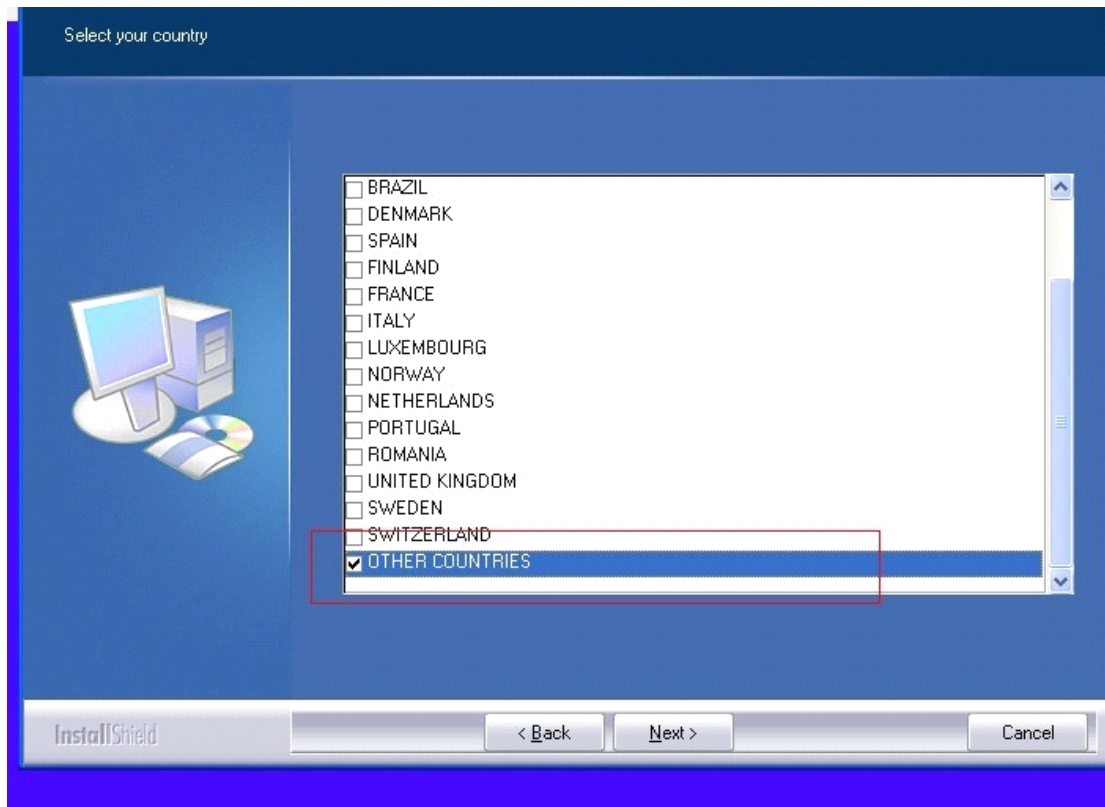 Select your country
BRAZIL
DENMARK
SPAIN
FINLAND
FRANCE
ITALY
LUXEMBOURG
NORWAY
NETHERLANDS
PORTUGAL
ROMANIA
UNITED KINGDOM
SWEDEN
SWITZERLAND
OTHER COUNTRIES
InstallShield
< Back
Next >
Cancel